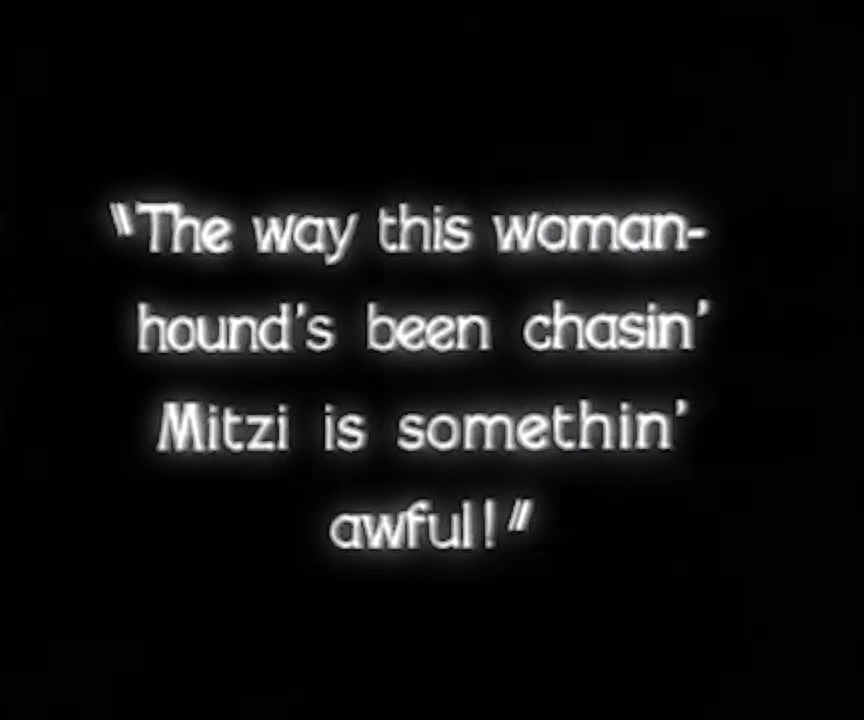 "The way this woman-
hound's been chasin'
Mitzi is somethin'
awful!"